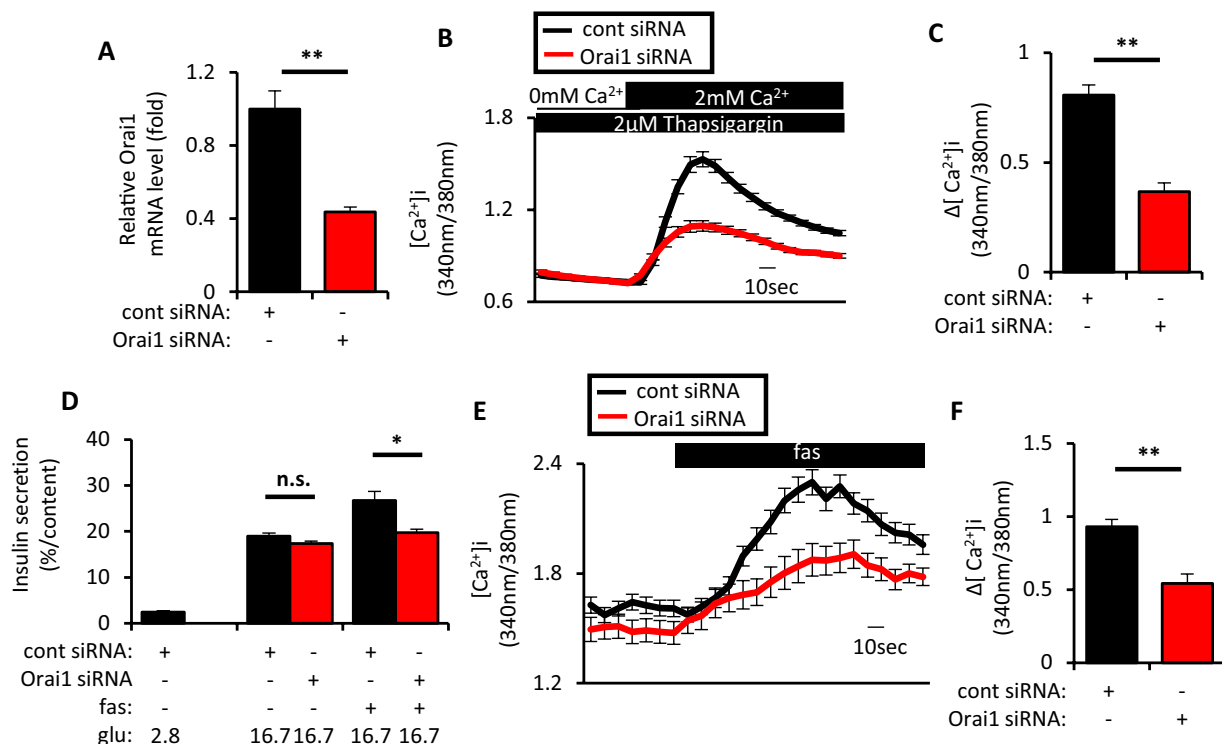 A
**
1.2
0.8
0.4
0
Relative Orai1
mRNA level (fold)
cont siRNA: + -
Orai1 siRNA: - +
B
cont siRNA
Orai1 siRNA
0mM Ca²⁺ 2mM Ca²⁺
2μM Thapsigargin
1.8
1.2
0.6
[Ca²⁺]i
(340nm/380nm)
10sec
C
**
1
0.5
0
Δ[ Ca²⁺]i
(340nm/380nm)
cont siRNA: + -
Orai1 siRNA: - +
D
40
30
20
10
0
Insulin secretion
(%/content)
n.s.
*
cont siRNA: + + - + -
Orai1 siRNA - - + - +
fas: - - - + +
glu: 2.8 16.7 16.7 16.7 16.7
E
cont siRNA
Orai1 siRNA
fas
2.4
1.8
1.2
[Ca²⁺]i
(340nm/380nm)
10sec
F
**
1.5
1
0.5
0
Δ[ Ca²⁺]i
(340nm/380nm)
cont siRNA: + -
Orai1 siRNA: - +